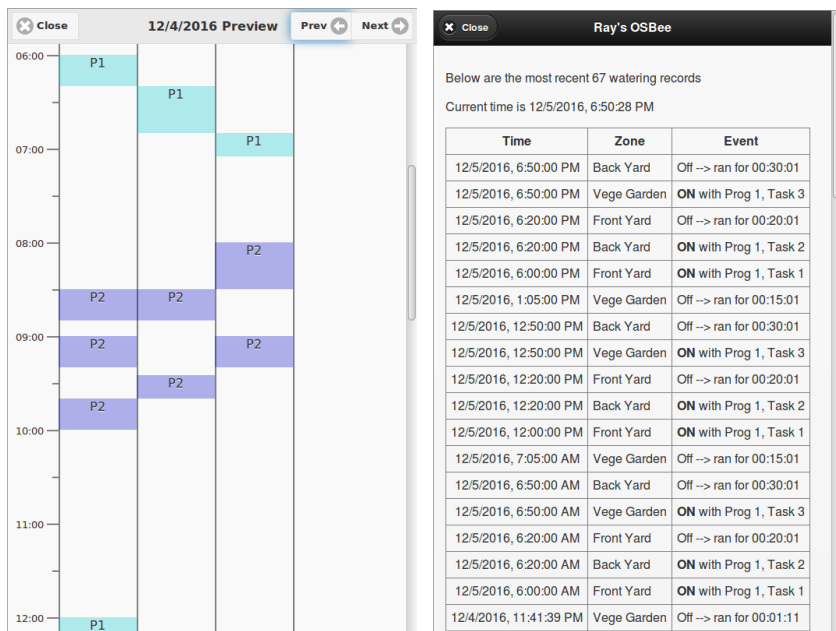 Close 12/4/2016 Preview Prev Next
06:00
P1
P1
07:00
P1
08:00
P2
P2 P2
09:00
P2 P2
P2
P2
10:00
11:00
12:00
P1
Close Ray's OSBee
Below are the most recent 67 watering records
Current time is 12/5/2016, 6:50:28 PM
Time Zone Event
12/5/2016, 6:50:00 PM Back Yard Off --> ran for 00:30:01
12/5/2016, 6:50:00 PM Vege Garden ON with Prog 1, Task 3
12/5/2016, 6:20:00 PM Front Yard Off --> ran for 00:20:01
12/5/2016, 6:20:00 PM Back Yard ON with Prog 1, Task 2
12/5/2016, 6:00:00 PM Front Yard ON with Prog 1, Task 1
12/5/2016, 1:05:00 PM Vege Garden Off --> ran for 00:15:01
12/5/2016, 12:50:00 PM Back Yard Off --> ran for 00:30:01
12/5/2016, 12:50:00 PM Vege Garden ON with Prog 1, Task 3
12/5/2016, 12:20:00 PM Front Yard Off --> ran for 00:20:01
12/5/2016, 12:20:00 PM Back Yard ON with Prog 1, Task 2
12/5/2016, 12:00:00 PM Front Yard ON with Prog 1, Task 1
12/5/2016, 7:05:00 AM Vege Garden Off --> ran for 00:15:01
12/5/2016, 6:50:00 AM Back Yard Off --> ran for 00:30:01
12/5/2016, 6:50:00 AM Vege Garden ON with Prog 1, Task 3
12/5/2016, 6:20:00 AM Front Yard Off --> ran for 00:20:01
12/5/2016, 6:20:00 AM Back Yard ON with Prog 1, Task 2
12/5/2016, 6:00:00 AM Front Yard ON with Prog 1, Task 1
12/4/2016, 11:41:39 PM Vege Garden Off --> ran for 00:01:11